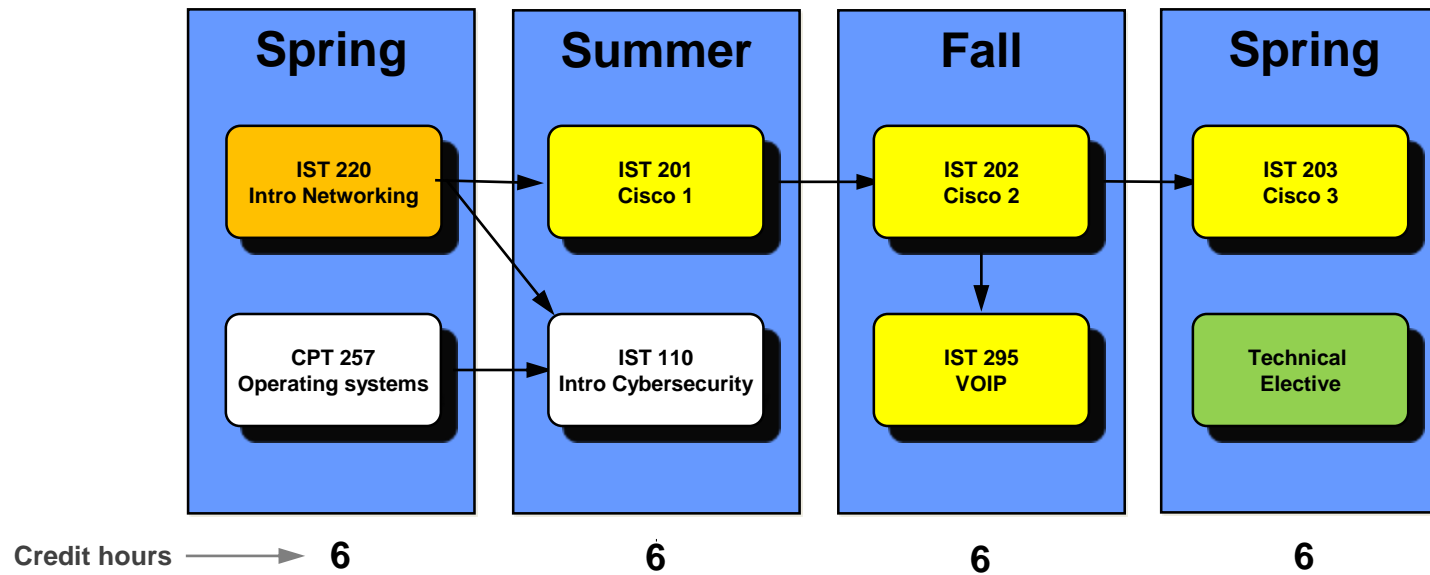 Spring
Summer
Fall
Spring
IST 220
Intro Networking
IST 201
Cisco 1
IST 202
Cisco 2
IST 203
Cisco 3
CPT 257
Operating systems
IST 110
Intro Cybersecurity
IST 295
VOIP
Technical
Elective
Credit hours
6
6
6
6